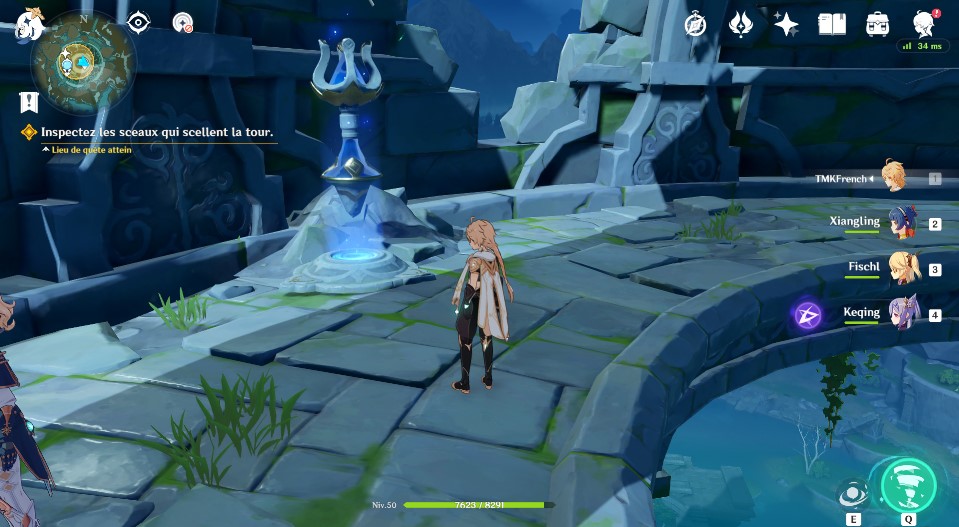 N
34 ms
Inspectez les sceaux qui scellent la tour.
Lieu de quête attein
TMKFrench
1
Xiangling
2
Fischl
3
Keqing
4
Niv.50
7623 / 8291
E
Q